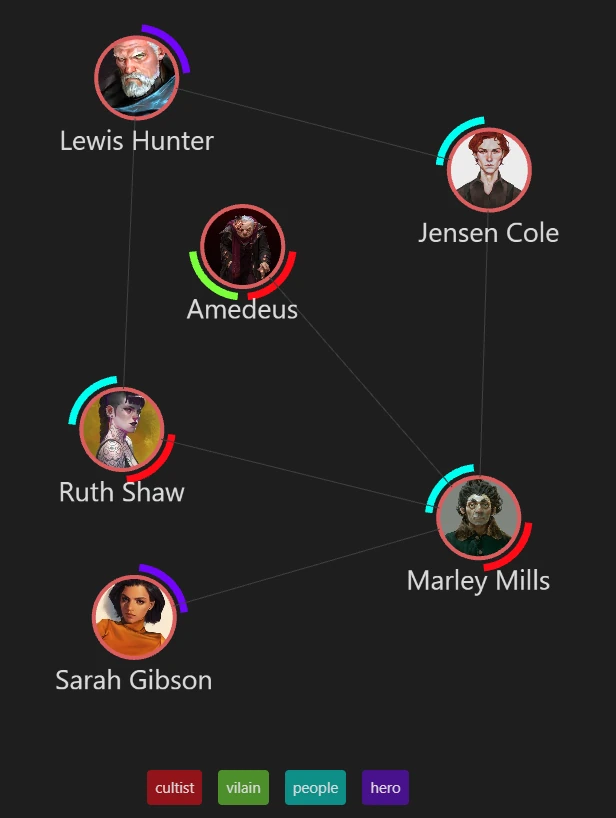 Lewis Hunter
Jensen Cole
Amedeus
Ruth Shaw
Marley Mills
Sarah Gibson
cultist vilain people hero